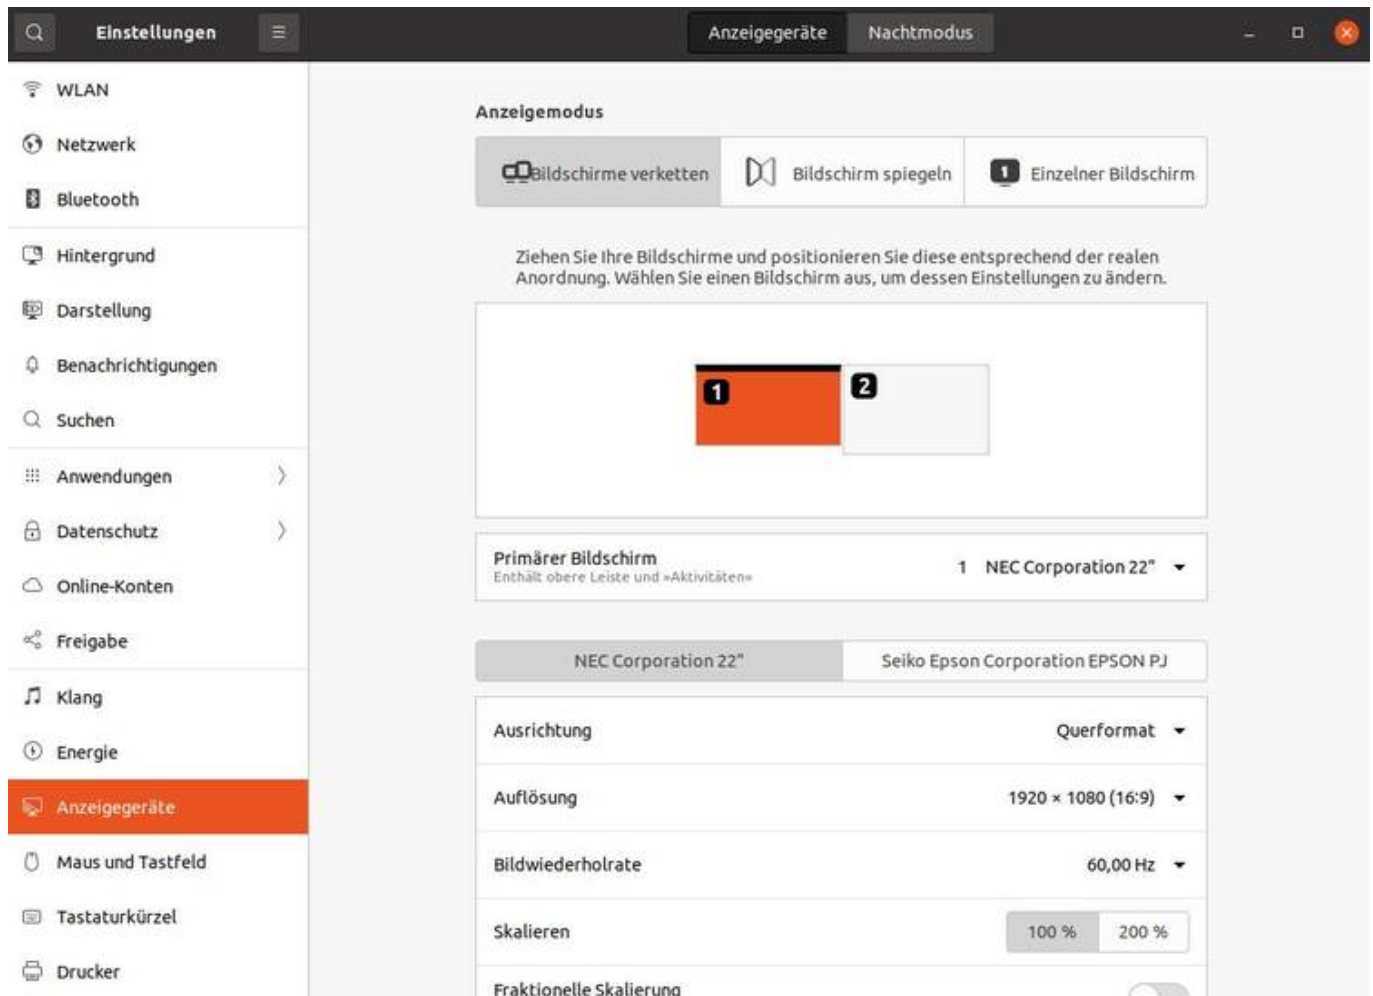 Einstellungen
Anzeigegeräte
Nachtmodus
WLAN
Netzwerk
Bluetooth
Hintergrund
Darstellung
Benachrichtigungen
Suchen
Anwendungen
Datenschutz
Online-Konten
Freigabe
Klang
Energie
Anzeigegeräte
Maus und Tastfeld
Tastaturkürzel
Drucker
Anzeigemodus
Bildschirme verketten
Bildschirm spiegeln
1 Einzelner Bildschirm
Ziehen Sie Ihre Bildschirme und positionieren Sie diese entsprechend der realen
Anordnung. Wählen Sie einen Bildschirm aus, um dessen Einstellungen zu ändern.
1
2
Primärer Bildschirm
Enthält obere Leiste und »Aktivitäten«
1 NEC Corporation 22"
NEC Corporation 22"
Seiko Epson Corporation EPSON PJ
Ausrichtung
Querformat
Auflösung
1920 × 1080 (16:9)
Bildwiederholrate
60,00 Hz
Skalieren
100 %
200 %
Fraktionelle Skalierung